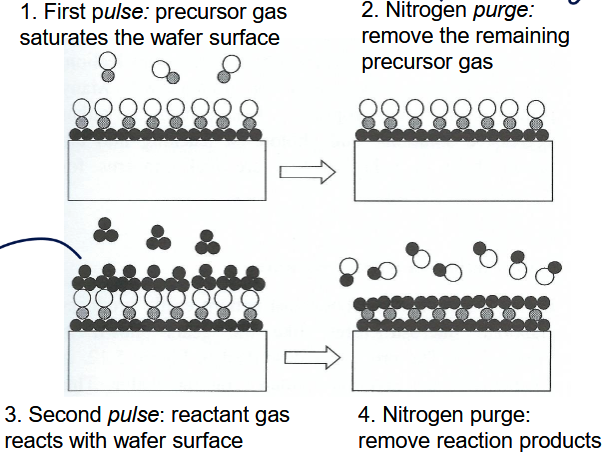 1. First pulse: precursor gas
saturates the wafer surface
2. Nitrogen purge:
remove the remaining
precursor gas
3. Second pulse: reactant gas
reacts with wafer surface
4. Nitrogen purge:
remove reaction products